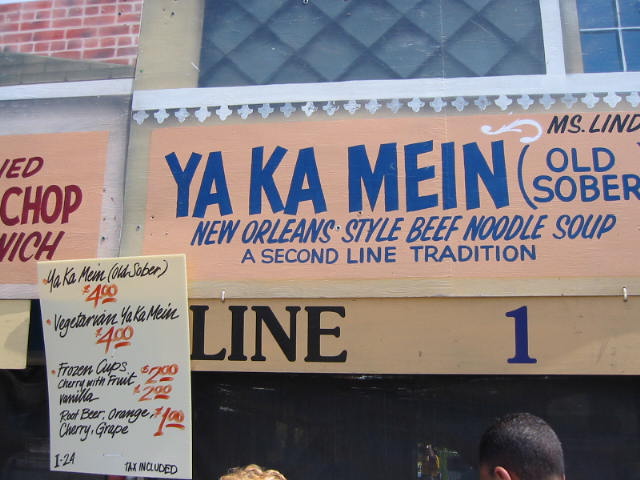 MS. LIND
YA KA MEIN (OLD SOBER
NEW ORLEANS STYLE BEEF NOODLE SOUP
A SECOND LINE TRADITION
IED
CHOP
WICH
LINE 1
Ya Ka Mein (Old Sober)
$4.00
Vegetarian Ya Ka Mein
$4.00
Frozen Cups
Cherry with Fruit $2.00
vanilla $2.00
Root Beer, Orange, $1.00
Cherry, Grape
I-24 TAX INCLUDED